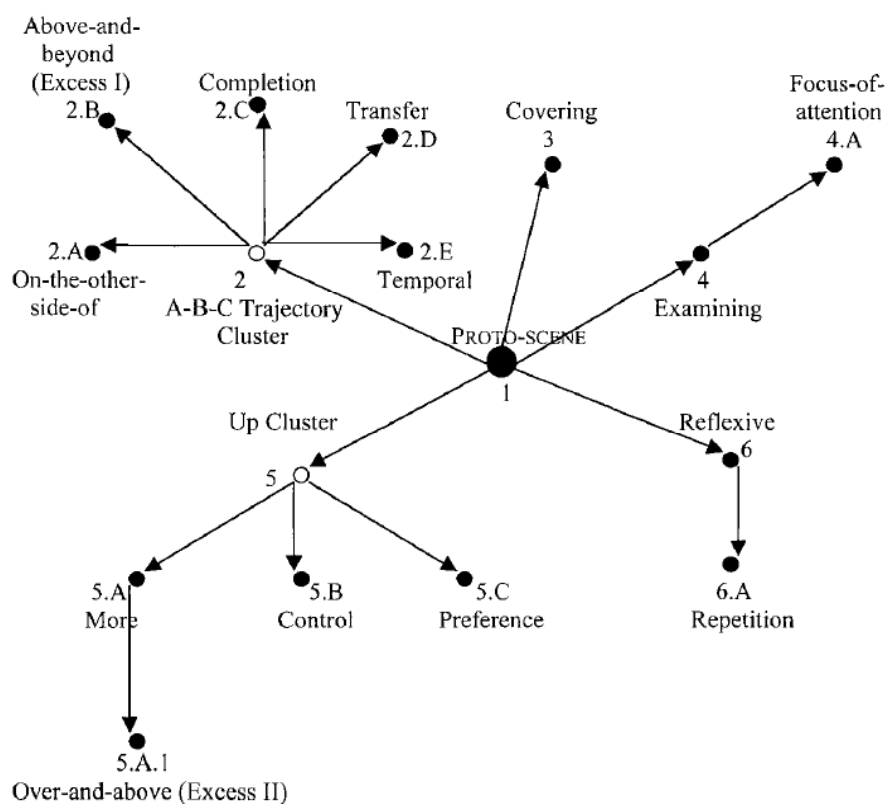 Above-and-
beyond
(Excess I)
2.B
Completion
2.C
Transfer
2.D
Covering
3
Focus-of-
attention
4.A
2.A
On-the-other-
side-of
2
A-B-C Trajectory
Cluster
2.E
Temporal
4
Examining
PROTO-SCENE
1
Up Cluster
5
Reflexive
6
5.A
More
5.B
Control
5.C
Preference
6.A
Repetition
5.A.1
Over-and-above (Excess II)